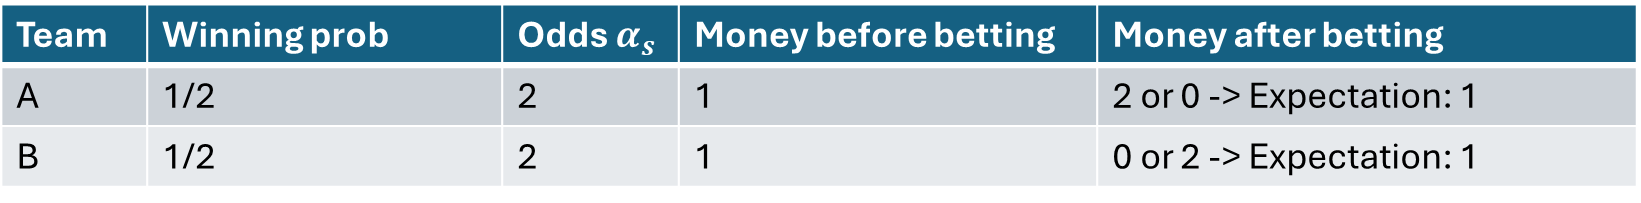 Team Winning prob Odds αₛ Money before betting Money after betting
A 1/2 2 1 2 or 0 -> Expectation: 1
B 1/2 2 1 0 or 2 -> Expectation: 1